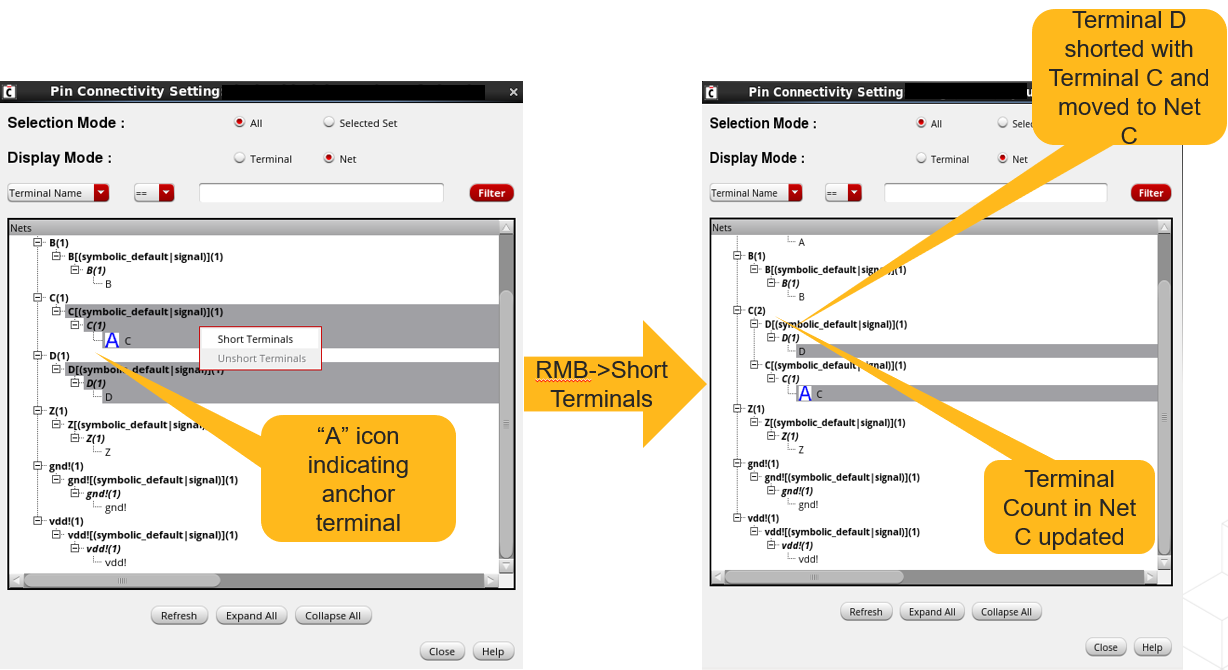 Pin Connectivity Setting
Selection Mode :
All
Selected Set
Display Mode :
Terminal
Net
Terminal Name
==
Filter
Nets
B(1)
B[(symbolic_default|signal)](1)
B(1)
B
C(1)
C[(symbolic_default|signal)](1)
C(1)
A C
Short Terminals
Unshort Terminals
D(1)
D[(symbolic_default|signal)](1)
D(1)
D
Z(1)
Z[(symbolic_default|signal)
Z(1)
Z
gnd!(1)
gnd![(symbolic_default|signal)](1)
gnd!(1)
gnd!
vdd!(1)
vdd![(symbolic_default|signal)](1)
vdd!(1)
vdd!
Refresh
Expand All
Collapse All
Close
Help
“A” icon
indicating
anchor
terminal
RMB->Short
Terminals
Pin Connectivity Setting
Selection Mode :
All
Display Mode :
Terminal
Net
Terminal Name
==
Filter
Nets
A
B(1)
B[(symbolic_default|signal)](1)
B(1)
B
C(2)
D[(symbolic_default|signal)](1)
D(1)
D
C[(symbolic_default|signal)](1)
C(1)
A C
Z(1)
Z[(symbolic_default|signal)](1)
Z(1)
Z
gnd!(1)
gnd![(symbolic_default|signal)](1)
gnd!(1)
gnd!
vdd!(1)
vdd![(symbolic_default|signal)](1)
vdd!(1)
vdd!
Refresh
Expand All
Collapse All
Close
Help
Terminal D
shorted with
Terminal C and
moved to Net
C
Terminal
Count in Net
C updated